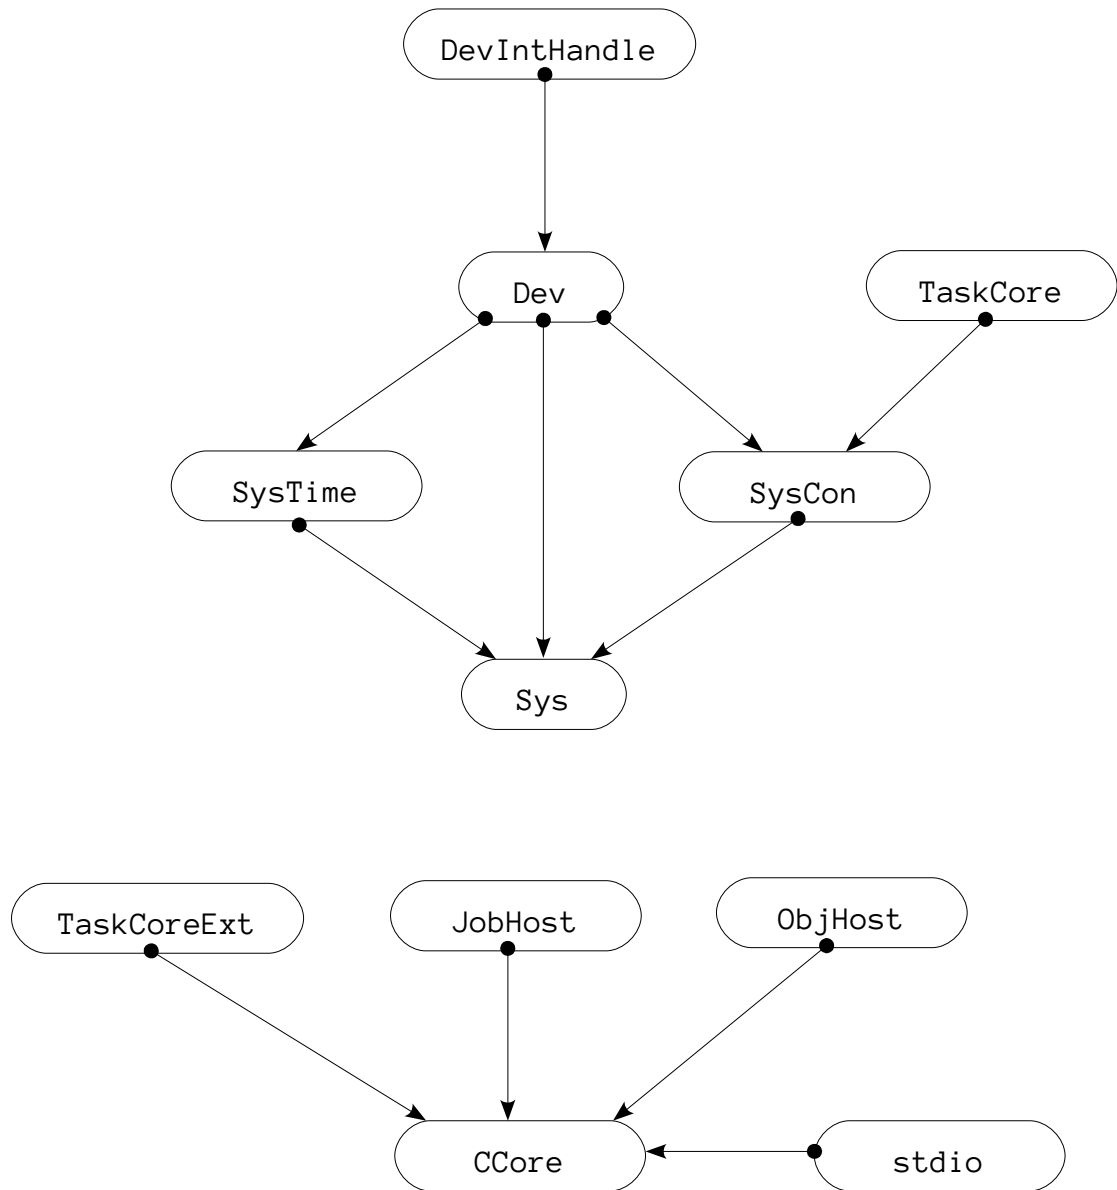 DevIntHandle
Dev
TaskCore
SysTime
SysCon
Sys
TaskCoreExt
JobHost
ObjHost
CCore
stdio